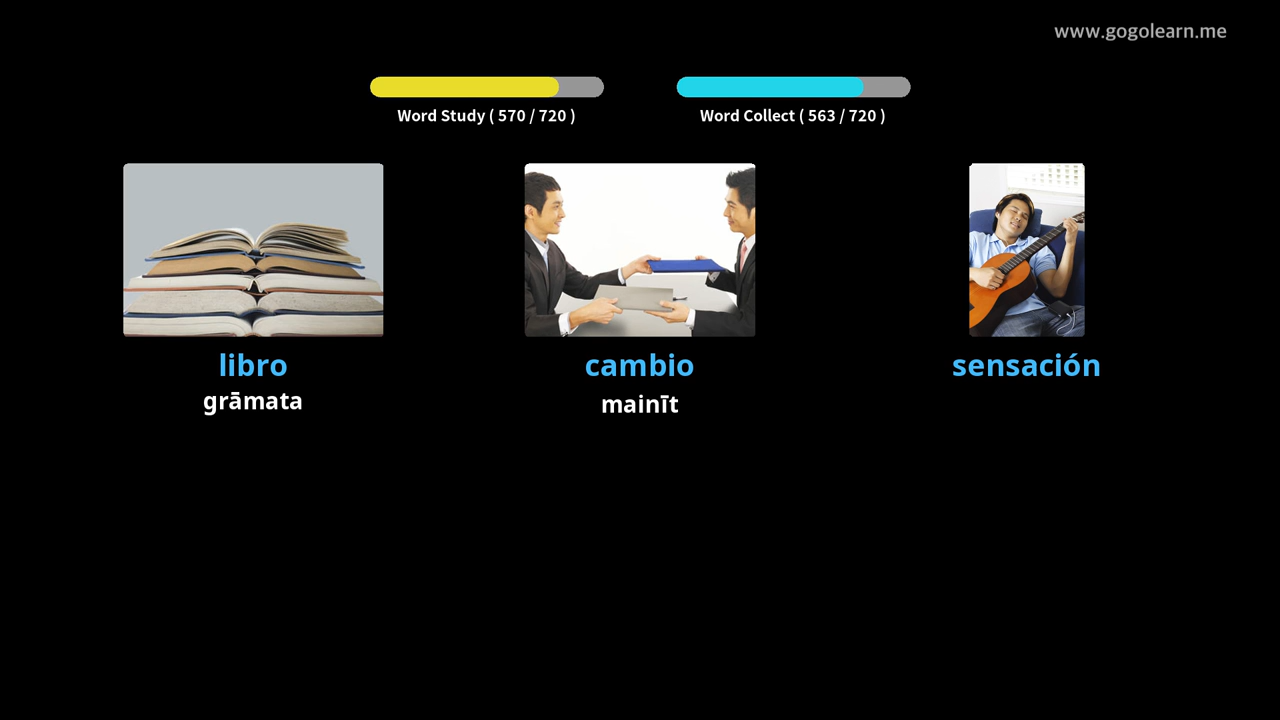 www.gogolearn.me
Word Study ( 570 / 720 )
Word Collect ( 563 / 720 )
libro
cambio
sensación
grāmata
mainīt